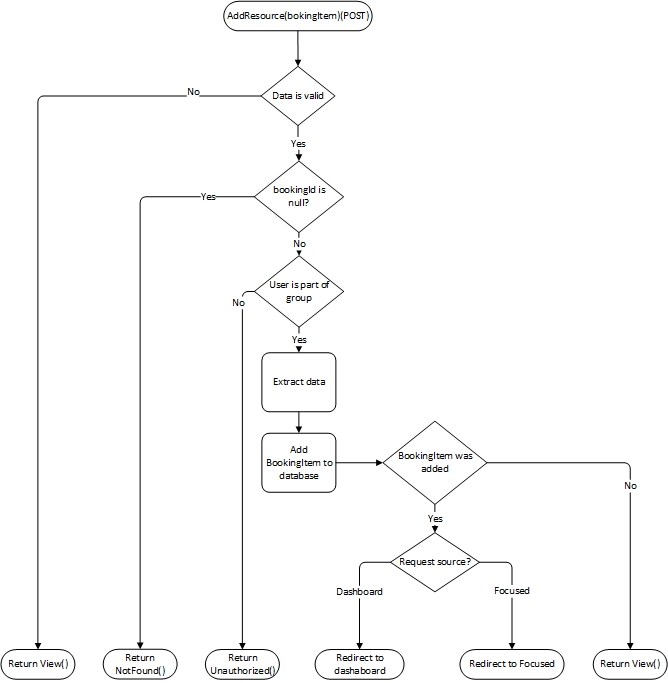 AddResource(bokingItem)(POST)
No
Data is valid
Yes
bookingId is
null?
Yes
No
User is part of
group
No
Yes
Extract data
Add
BookingItem to
database
BookingItem was
added
No
Yes
Request source?
Dashboard
Focused
Return View()
Return
NotFound()
Return
Unauthorized()
Redirect to
dashaboard
Redirect to Focused
Return View()